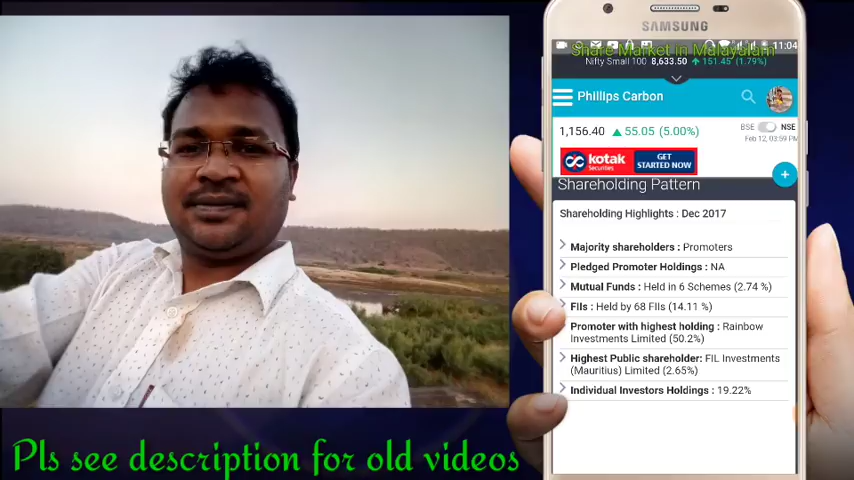 SAMSUNG
11:04
Share Market in Malayalam
Nifty Small 100 8,633.50 151.45 (1.79%)
Phillips Carbon
1,156.40 ▲ 55.05 (5.00%)
BSE NSE
Feb 12, 03:59 PM
kotak
Securities
GET
STARTED NOW
+
Shareholding Pattern
Shareholding Highlights : Dec 2017
Majority shareholders : Promoters
Pledged Promoter Holdings : NA
Mutual Funds : Held in 6 Schemes (2.74 %)
FIIs : Held by 68 FIIs (14.11 %)
Promoter with highest holding : Rainbow
Investments Limited (50.2%)
Highest Public shareholder: FIL Investments
(Mauritius) Limited (2.65%)
Individual Investors Holdings : 19.22%
Pls see description for old videos